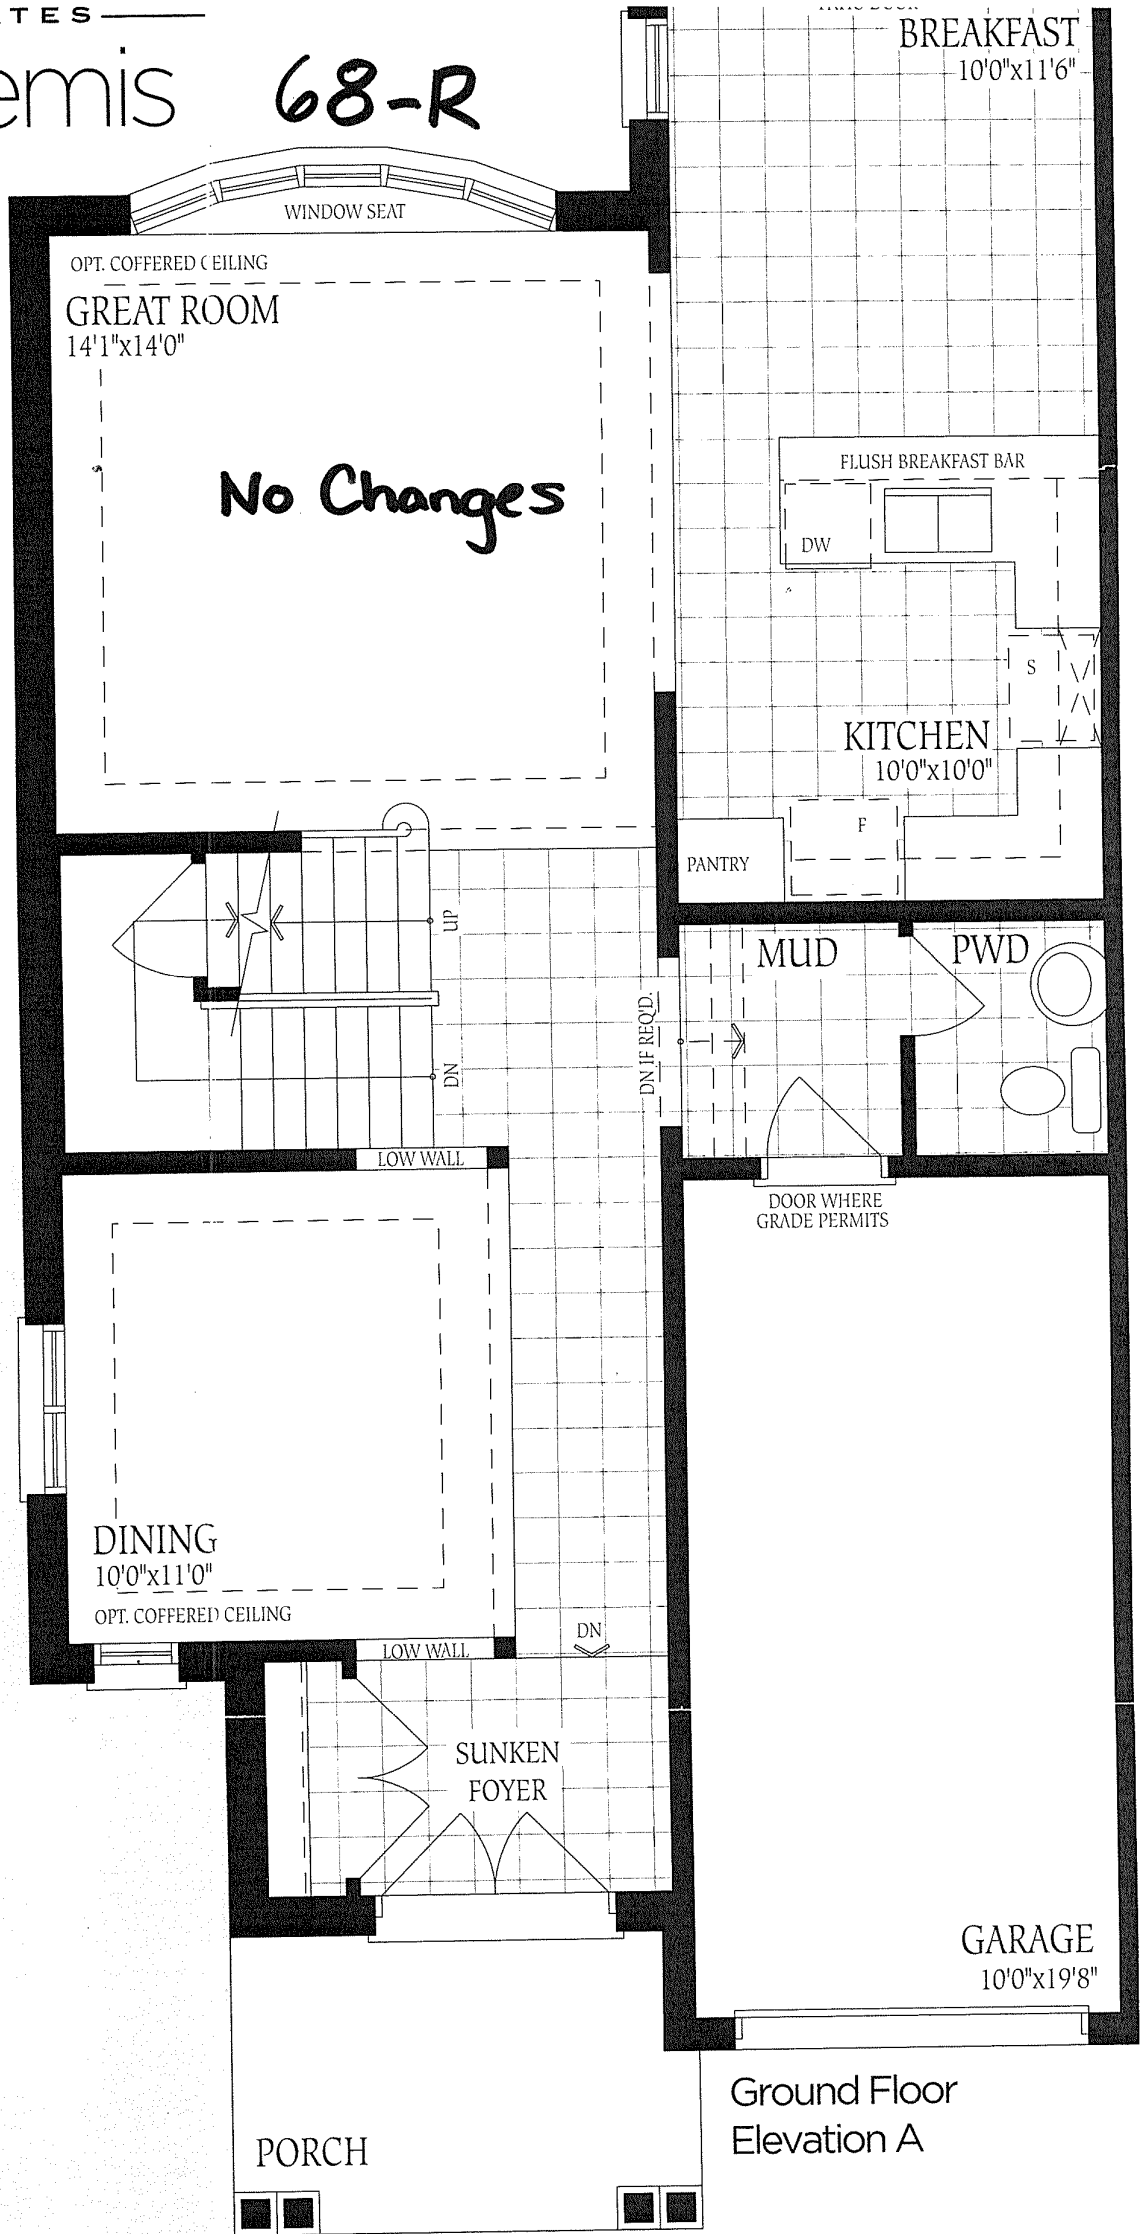 ATES
emis 68-R
BREAKFAST
10'0"x11'6"
WINDOW SEAT
OPT. COFFERED CEILING
GREAT ROOM
14'1"x14'0"
No Changes
FLUSH BREAKFAST BAR
DW
S
KITCHEN
10'0"x10'0"
F
PANTRY
UP
MUD
PWD
DN IF REQ'D.
DN
LOW WALL
DOOR WHERE
GRADE PERMITS
DINING
10'0"x11'0"
OPT. COFFERED CEILING
DN
LOW WALL
SUNKEN
FOYER
GARAGE
10'0"x19'8"
Ground Floor
Elevation A
PORCH